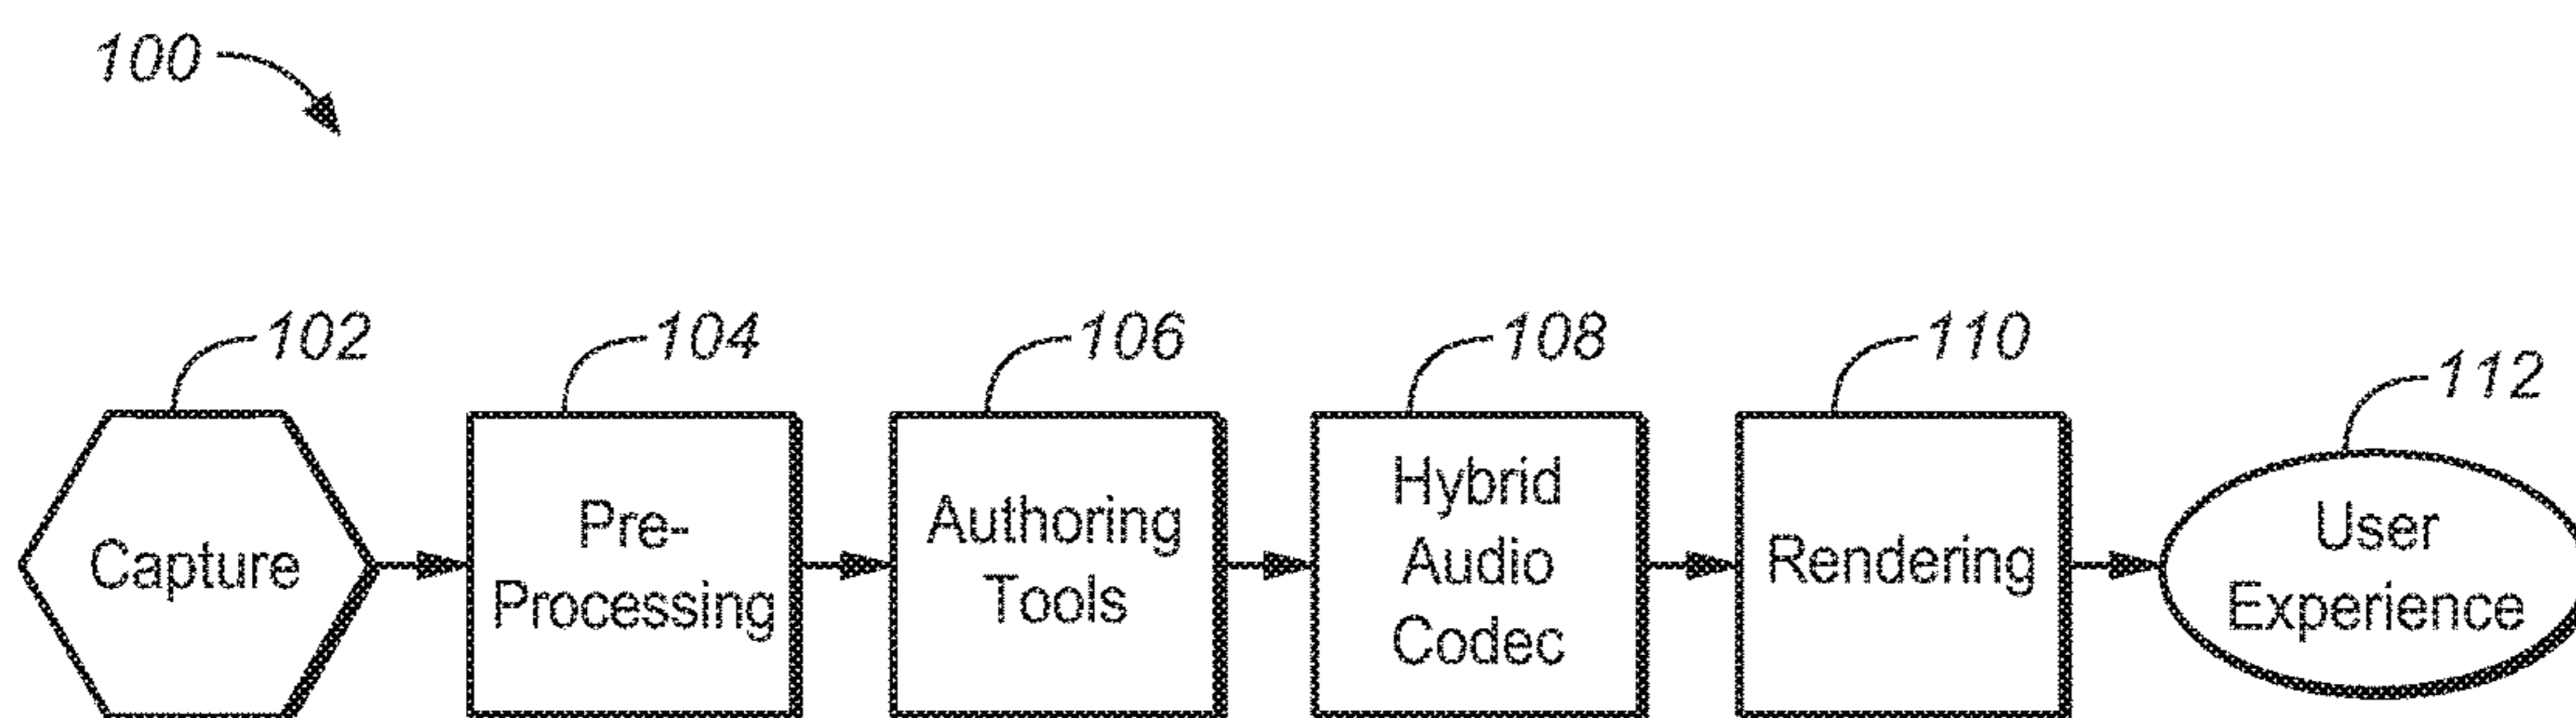 100
102
104
106
108
110
112
Capture
Pre-
Processing
Authoring
Tools
Hybrid
Audio
Codec
Rendering
User
Experience